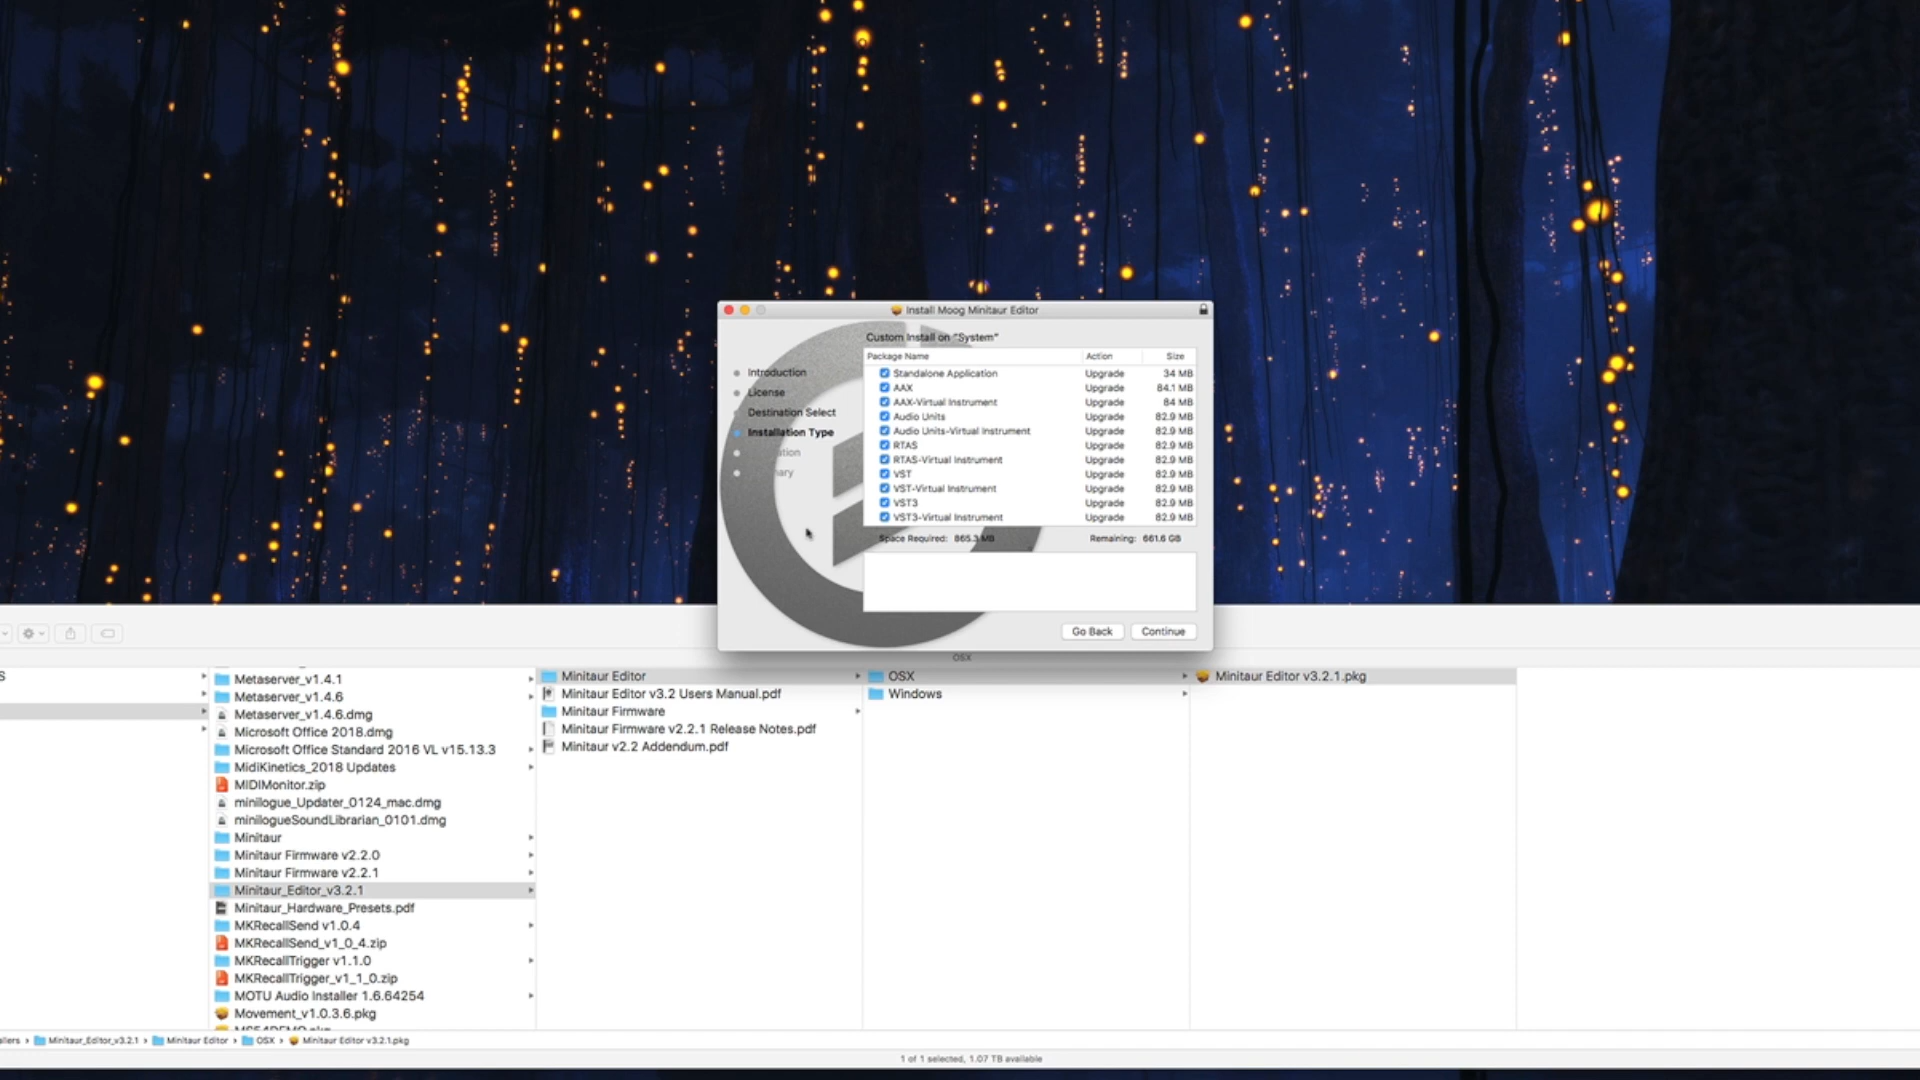 Install Moog Minitaur Editor
Custom Install on "System"
Package Name Action Size
Introduction
License
Destination Select
Installation Type
Standalone Application Upgrade 34 MB
AAX Upgrade 84.1 MB
AAX-Virtual Instrument Upgrade 84 MB
Audio Units Upgrade 82.9 MB
Audio Units-Virtual Instrument Upgrade 82.9 MB
RTAS Upgrade 82.9 MB
RTAS-Virtual Instrument Upgrade 82.9 MB
VST Upgrade 82.9 MB
VST-Virtual Instrument Upgrade 82.9 MB
VST3 Upgrade 82.9 MB
VST3-Virtual Instrument Upgrade 82.9 MB
Space Required: 865.3 MB Remaining: 661.6 GB
Go Back Continue
OSX
S
Metaserver_v1.4.1
Metaserver_v1.4.6
Metaserver_v1.4.6.dmg
Microsoft Office 2018.dmg
Microsoft Office Standard 2016 VL v15.13.3
MidiKinetics_2018 Updates
MIDIMonitor.zip
minilogue_Updater_0124_mac.dmg
minilogueSoundLibrarian_0101.dmg
Minitaur
Minitaur Firmware v2.2.0
Minitaur Firmware v2.2.1
Minitaur_Editor_v3.2.1
Minitaur_Hardware_Presets.pdf
MKRecallSend v1.0.4
MKRecallSend_v1_0_4.zip
MKRecallTrigger v1.1.0
MKRecallTrigger_v1_1_0.zip
MOTU Audio Installer 1.6.64254
Movement_v1.0.3.6.pkg
Minitaur Editor
Minitaur Editor v3.2 Users Manual.pdf
Minitaur Firmware
Minitaur Firmware v2.2.1 Release Notes.pdf
Minitaur v2.2 Addendum.pdf
OSX
Windows
Minitaur Editor v3.2.1.pkg
Minitaur_Editor_v3.2.1 › Minitaur Editor › OSX › Minitaur Editor v3.2.1.pkg
1 of 1 selected, 1.07 TB available